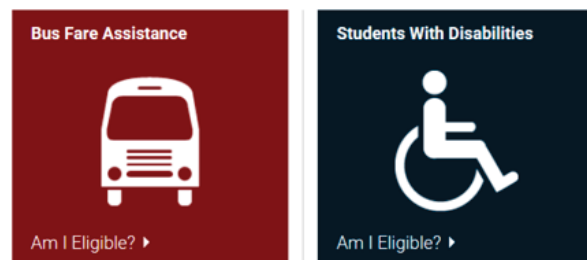 Bus Fare Assistance
Students With Disabilities
Am I Eligible?
Am I Eligible?